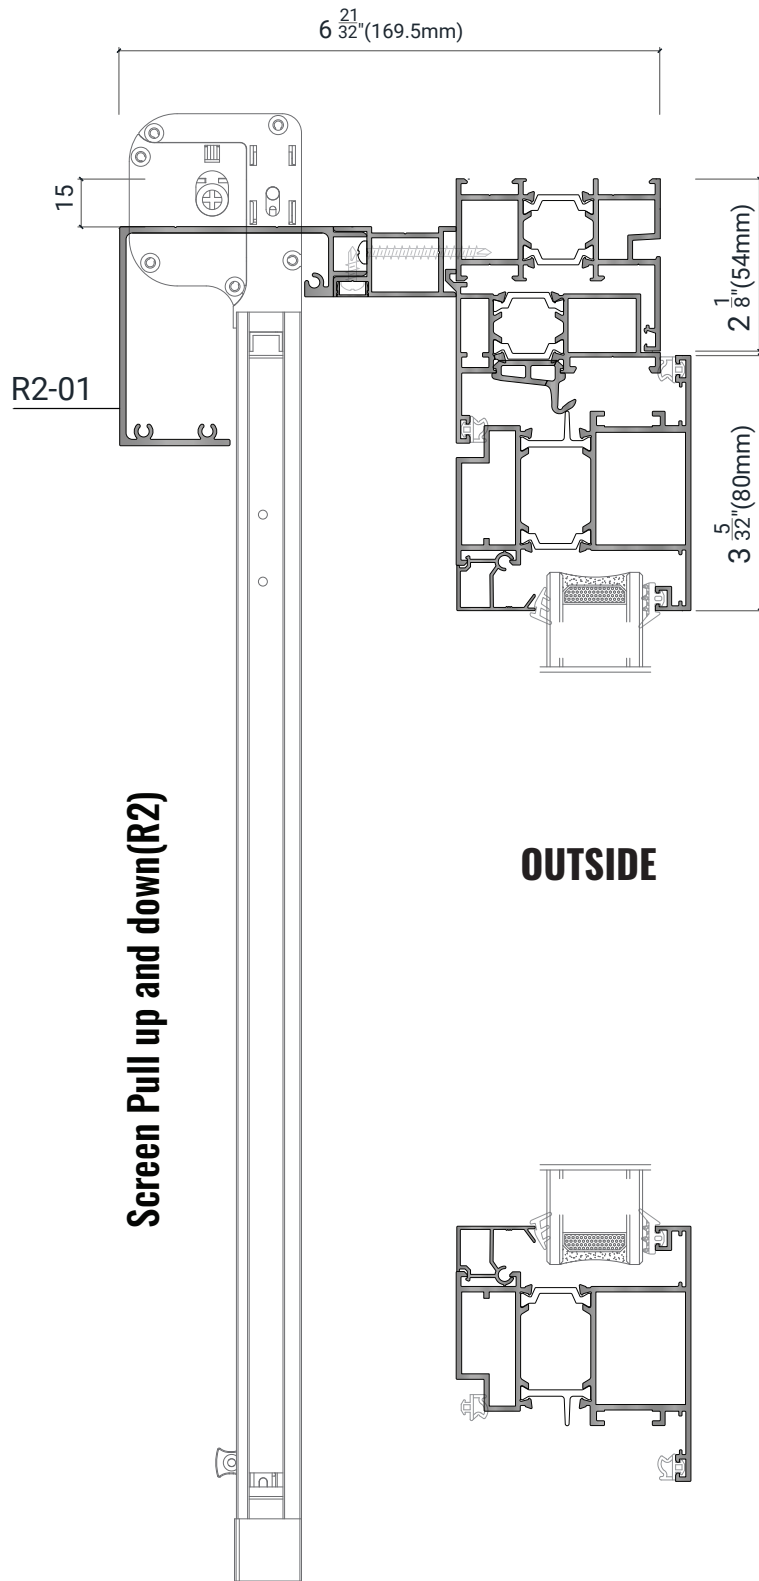 6 21/32"(169.5mm)
15
2 1/8"(54mm)
R2-01
3 5/32"(80mm)
Screen Pull up and down(R2)
OUTSIDE